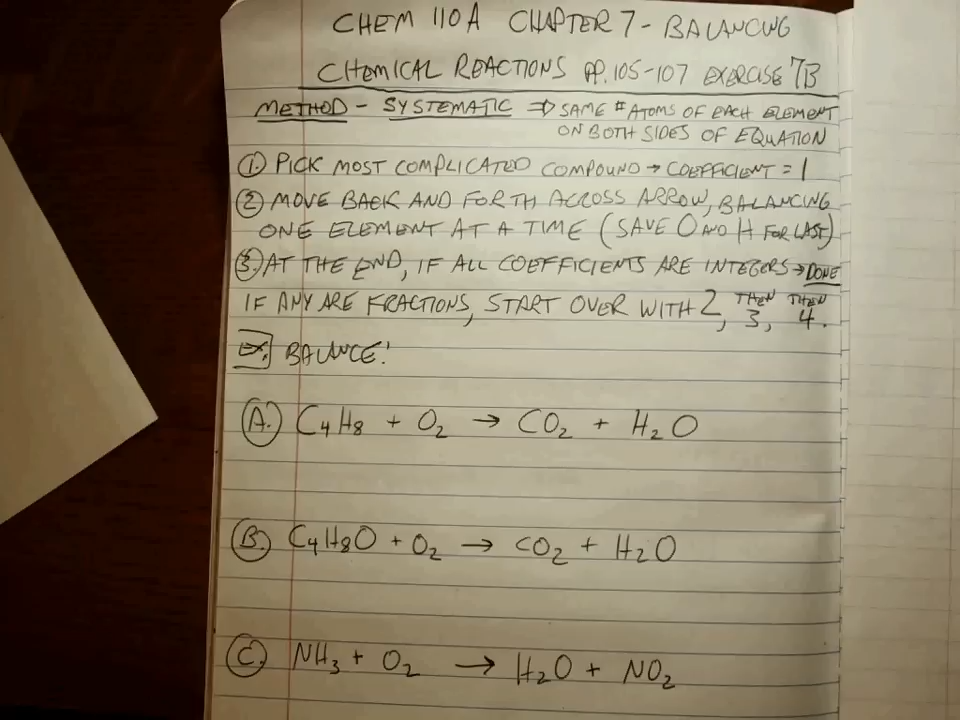 CHEM 110A CHAPTER 7 - BALANCING
CHEMICAL REACTIONS PP. 105-107 EXERCISE 7B
METHOD - SYSTEMATIC ⇒ SAME # ATOMS OF EACH ELEMENT
ON BOTH SIDES OF EQUATION
① PICK MOST COMPLICATED COMPOUND → COEFFICIENT = 1
② MOVE BACK AND FORTH ACROSS ARROW, BALANCING
ONE ELEMENT AT A TIME (SAVE O AND H FOR LAST)
③ AT THE END, IF ALL COEFFICIENTS ARE INTEGERS → DONE
IF ANY ARE FRACTIONS, START OVER WITH 2, THEN 3, THEN 4.
EX. BALANCE!
A. C₄H₈ + O₂ → CO₂ + H₂O
B. C₄H₈O + O₂ → CO₂ + H₂O
C. NH₃ + O₂ → H₂O + NO₂